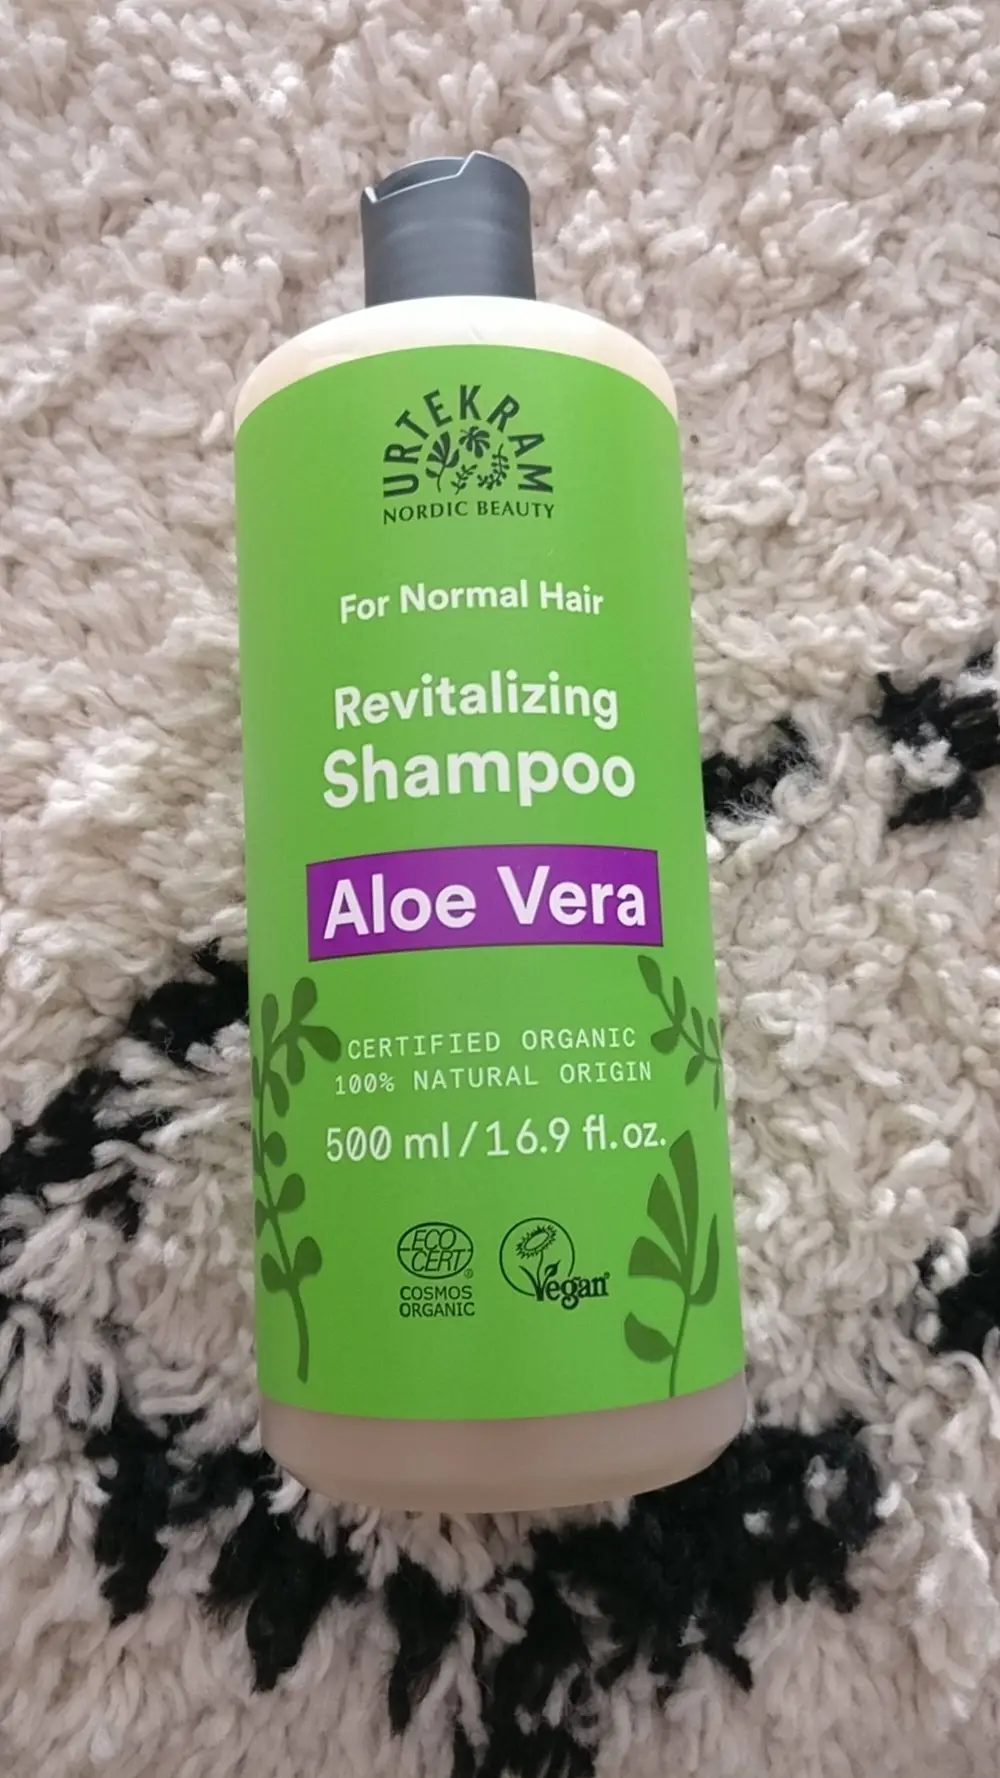 URTEKRAM
NORDIC BEAUTY
For Normal Hair
Revitalizing
Shampoo
Aloe Vera
CERTIFIED ORGANIC
100% NATURAL ORIGIN
500 ml/16.9 fl.oz.
ECO
CERT®
COSMOS
ORGANIC
Vegan